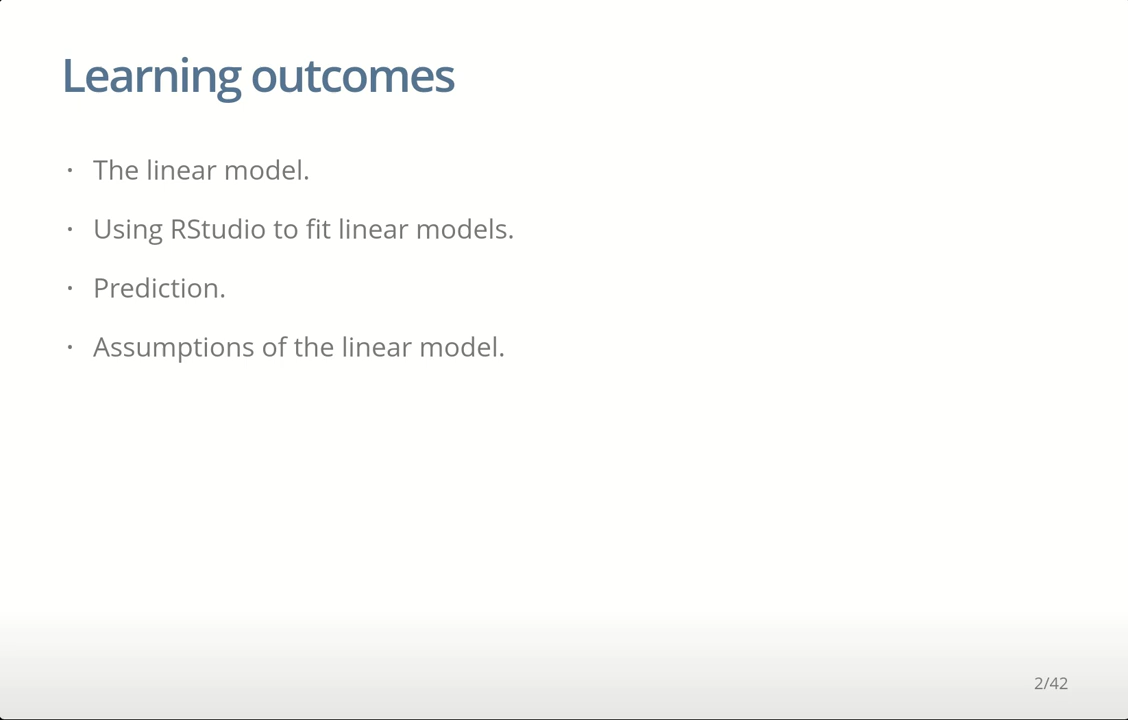 Learning outcomes
· The linear model.
· Using RStudio to fit linear models.
· Prediction.
· Assumptions of the linear model.
2/42